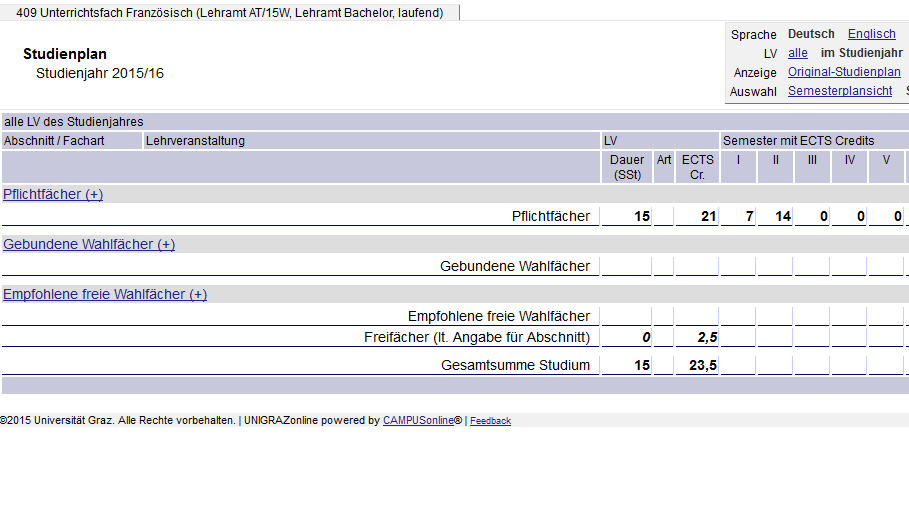 409 Unterrichtsfach Französisch (Lehramt AT/15W, Lehramt Bachelor, laufend)
Studienplan
Studienjahr 2015/16
Sprache Deutsch Englisch
LV alle im Studienjahr
Anzeige Original-Studienplan
Auswahl Semesterplansicht
alle LV des Studienjahres
Abschnitt / Fachart Lehrveranstaltung LV Semester mit ECTS Credits
Dauer (SSt) Art ECTS Cr. I II III IV V
Pflichtfächer (+)
Pflichtfächer 15 21 7 14 0 0 0
Gebundene Wahlfächer (+)
Gebundene Wahlfächer
Empfohlene freie Wahlfächer (+)
Empfohlene freie Wahlfächer
Freifächer (lt. Angabe für Abschnitt) 0 2,5
Gesamtsumme Studium 15 23,5
©2015 Universität Graz. Alle Rechte vorbehalten. | UNIGRAZonline powered by CAMPUSonline® | Feedback